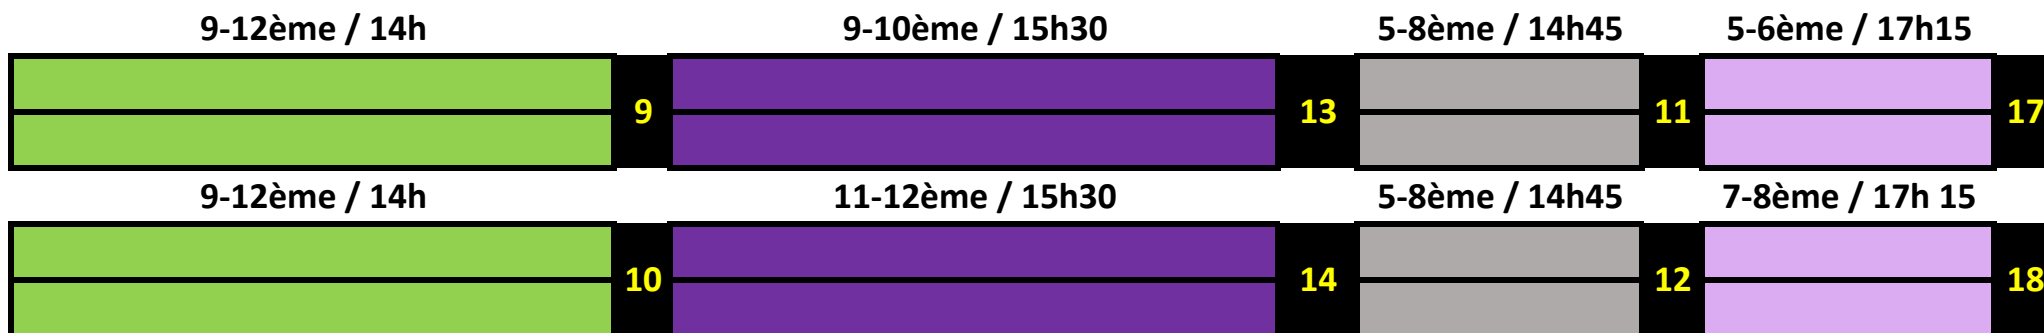 9-12ème / 14h 9-10ème / 15h30 5-8ème / 14h45 5-6ème / 17h15
9 13 11 17
9-12ème / 14h 11-12ème / 15h30 5-8ème / 14h45 7-8ème / 17h 15
10 14 12 18